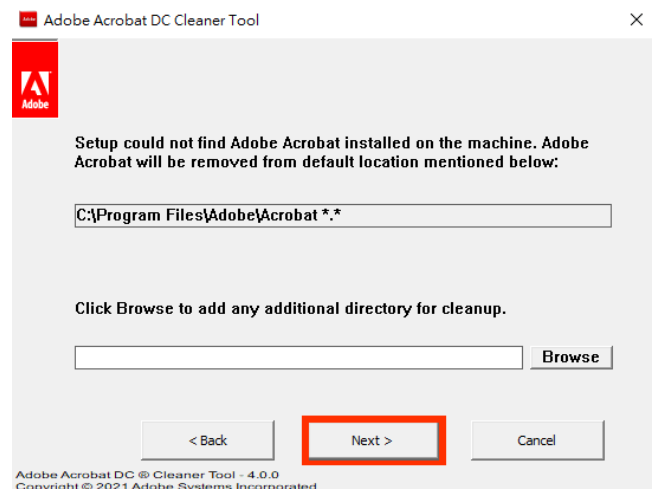 Adobe Acrobat DC Cleaner Tool
Adobe
Setup could not find Adobe Acrobat installed on the machine. Adobe
Acrobat will be removed from default location mentioned below:
C:\Program Files\Adobe\Acrobat *.*
Click Browse to add any additional directory for cleanup.
Browse
< Back
Next >
Cancel
Adobe Acrobat DC ® Cleaner Tool - 4.0.0
Copyright © 2021 Adobe Systems Incorporated